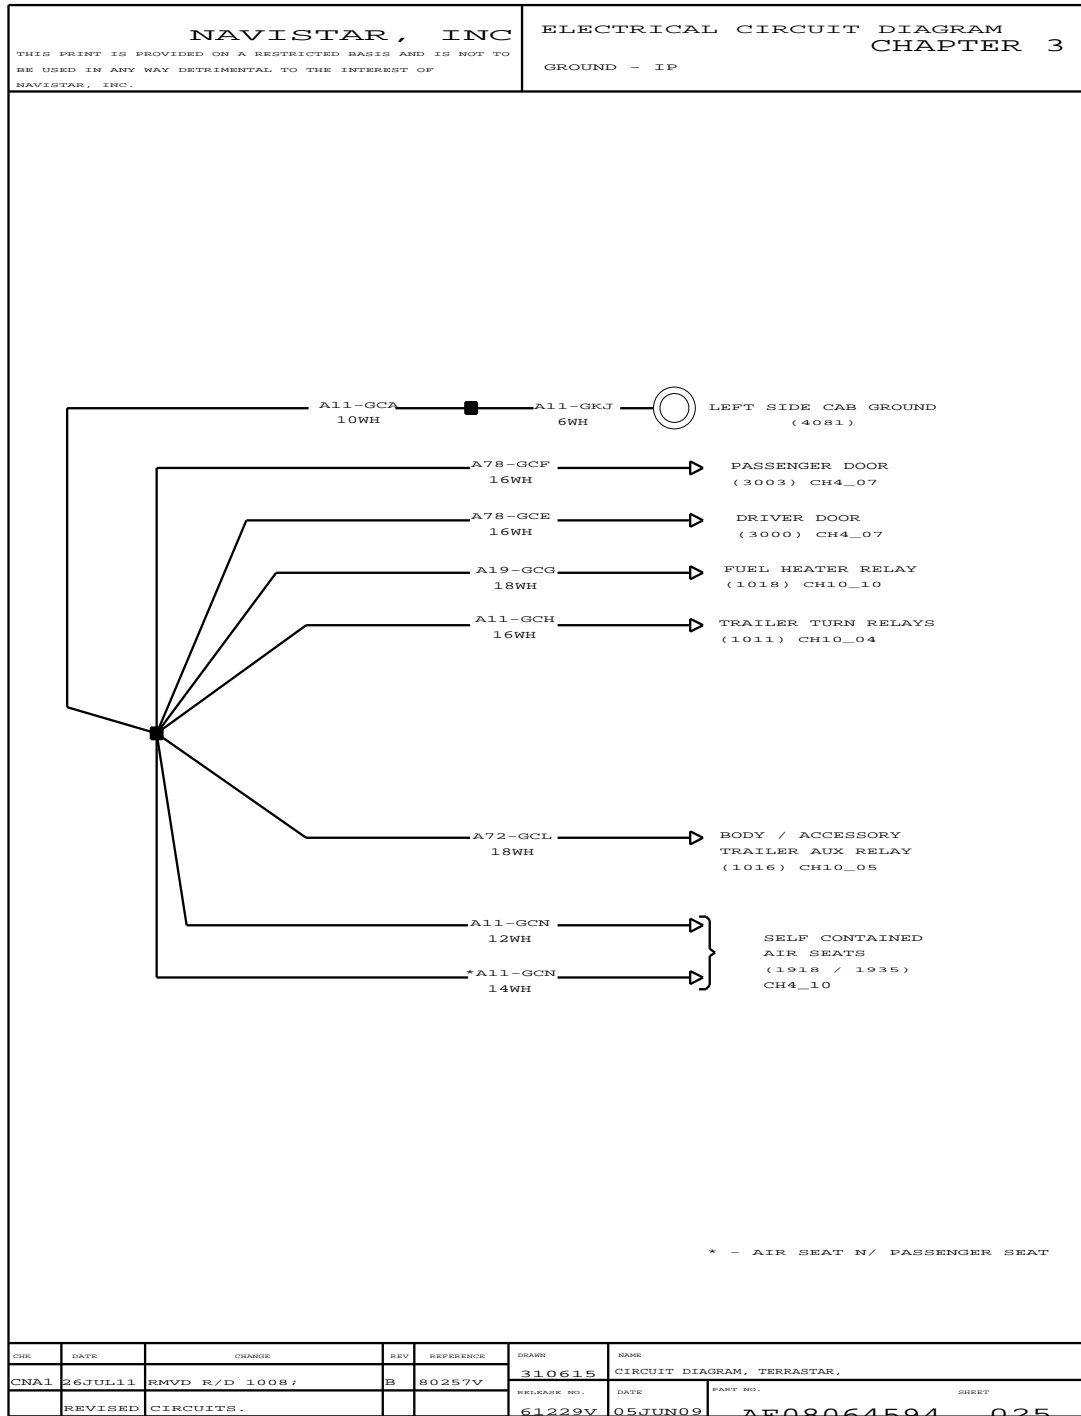 NAVISTAR, INC
THIS PRINT IS PROVIDED ON A RESTRICTED BASIS AND IS NOT TO
BE USED IN ANY WAY DETRIMENTAL TO THE INTEREST OF
NAVISTAR, INC.
ELECTRICAL CIRCUIT DIAGRAM
CHAPTER 3
GROUND - IP
A11-GCA
10WH
A11-GKJ
6WH
LEFT SIDE CAB GROUND
(4081)
A78-GCF
16WH
PASSENGER DOOR
(3003) CH4_07
A78-GCE
16WH
DRIVER DOOR
(3000) CH4_07
A19-GCG
18WH
FUEL HEATER RELAY
(1018) CH10_10
A11-GCH
16WH
TRAILER TURN RELAYS
(1011) CH10_04
A72-GCL
18WH
BODY / ACCESSORY
TRAILER AUX RELAY
(1016) CH10_05
A11-GCN
12WH
*A11-GCN
14WH
SELF CONTAINED
AIR SEATS
(1918 / 1935)
CH4_10
* - AIR SEAT N/ PASSENGER SEAT
CHK DATE CHANGE REV REFERENCE
CNA1 26JUL11 RMVD R/D 1008; B 80257V
REVISED CIRCUITS.
DRAWN
310615
NAME
CIRCUIT DIAGRAM, TERRASTAR,
RELEASE NO.
61229V
DATE
05JUN09
PART NO. SHEET
AF08064594 025